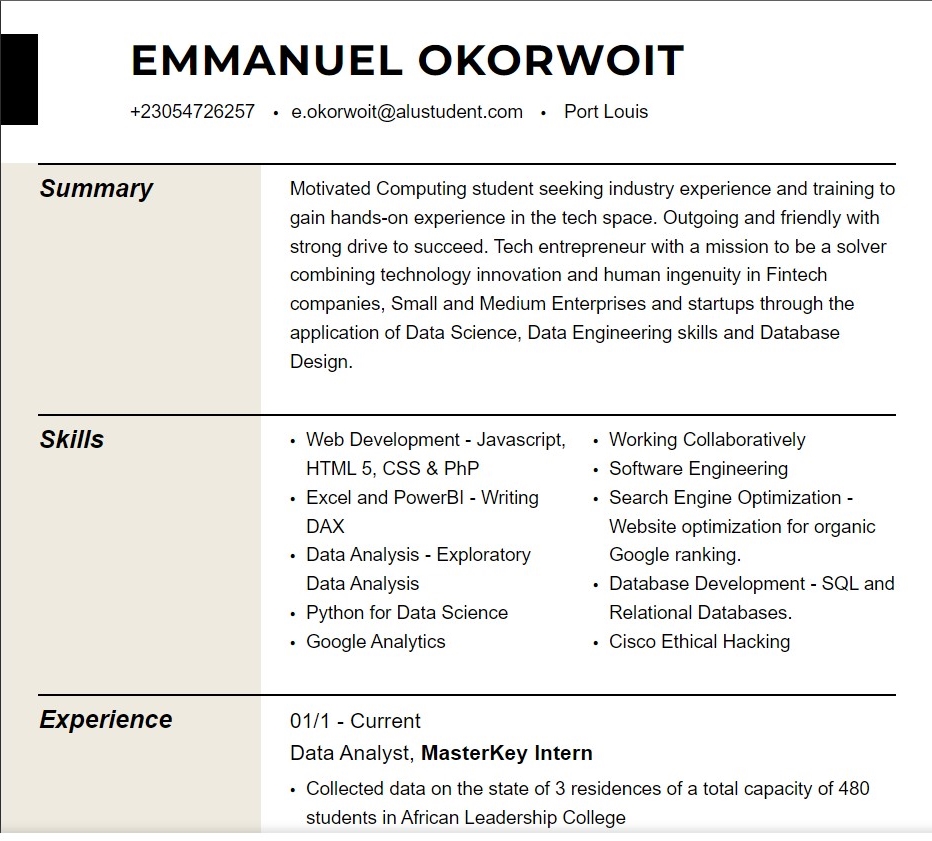 EMMANUEL OKORWOIT
+23054726257 • e.okorwoit@alustudent.com • Port Louis
Summary
Motivated Computing student seeking industry experience and training to
gain hands-on experience in the tech space. Outgoing and friendly with
strong drive to succeed. Tech entrepreneur with a mission to be a solver
combining technology innovation and human ingenuity in Fintech
companies, Small and Medium Enterprises and startups through the
application of Data Science, Data Engineering skills and Database
Design.
Skills
• Web Development - Javascript,
HTML 5, CSS & PhP
• Excel and PowerBI - Writing
DAX
• Data Analysis - Exploratory
Data Analysis
• Python for Data Science
• Google Analytics
• Working Collaboratively
• Software Engineering
• Search Engine Optimization -
Website optimization for organic
Google ranking.
• Database Development - SQL and
Relational Databases.
• Cisco Ethical Hacking
Experience
01/1 - Current
Data Analyst, MasterKey Intern
• Collected data on the state of 3 residences of a total capacity of 480
students in African Leadership College